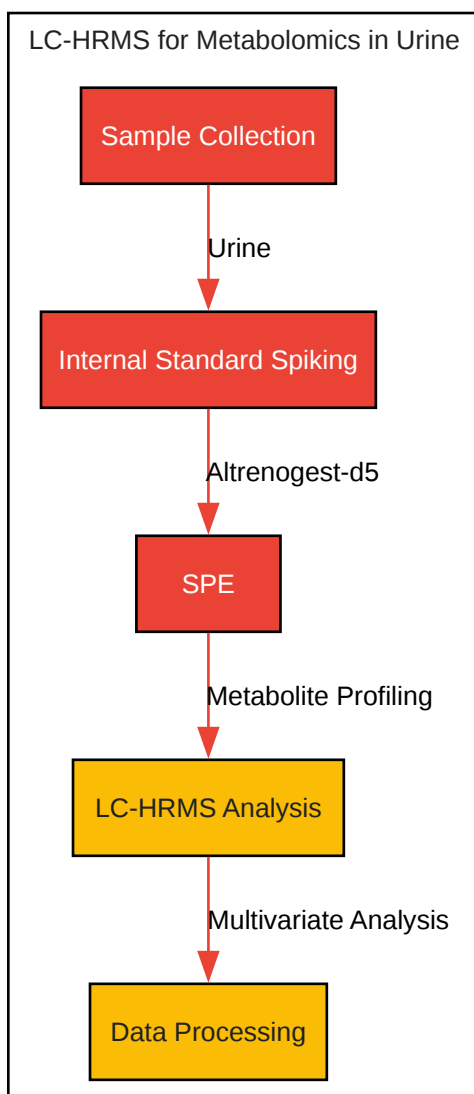 LC-HRMS for Metabolomics in Urine
Sample Collection
Urine
Internal Standard Spiking
Altrenogest-d5
SPE
Metabolite Profiling
LC-HRMS Analysis
Multivariate Analysis
Data Processing